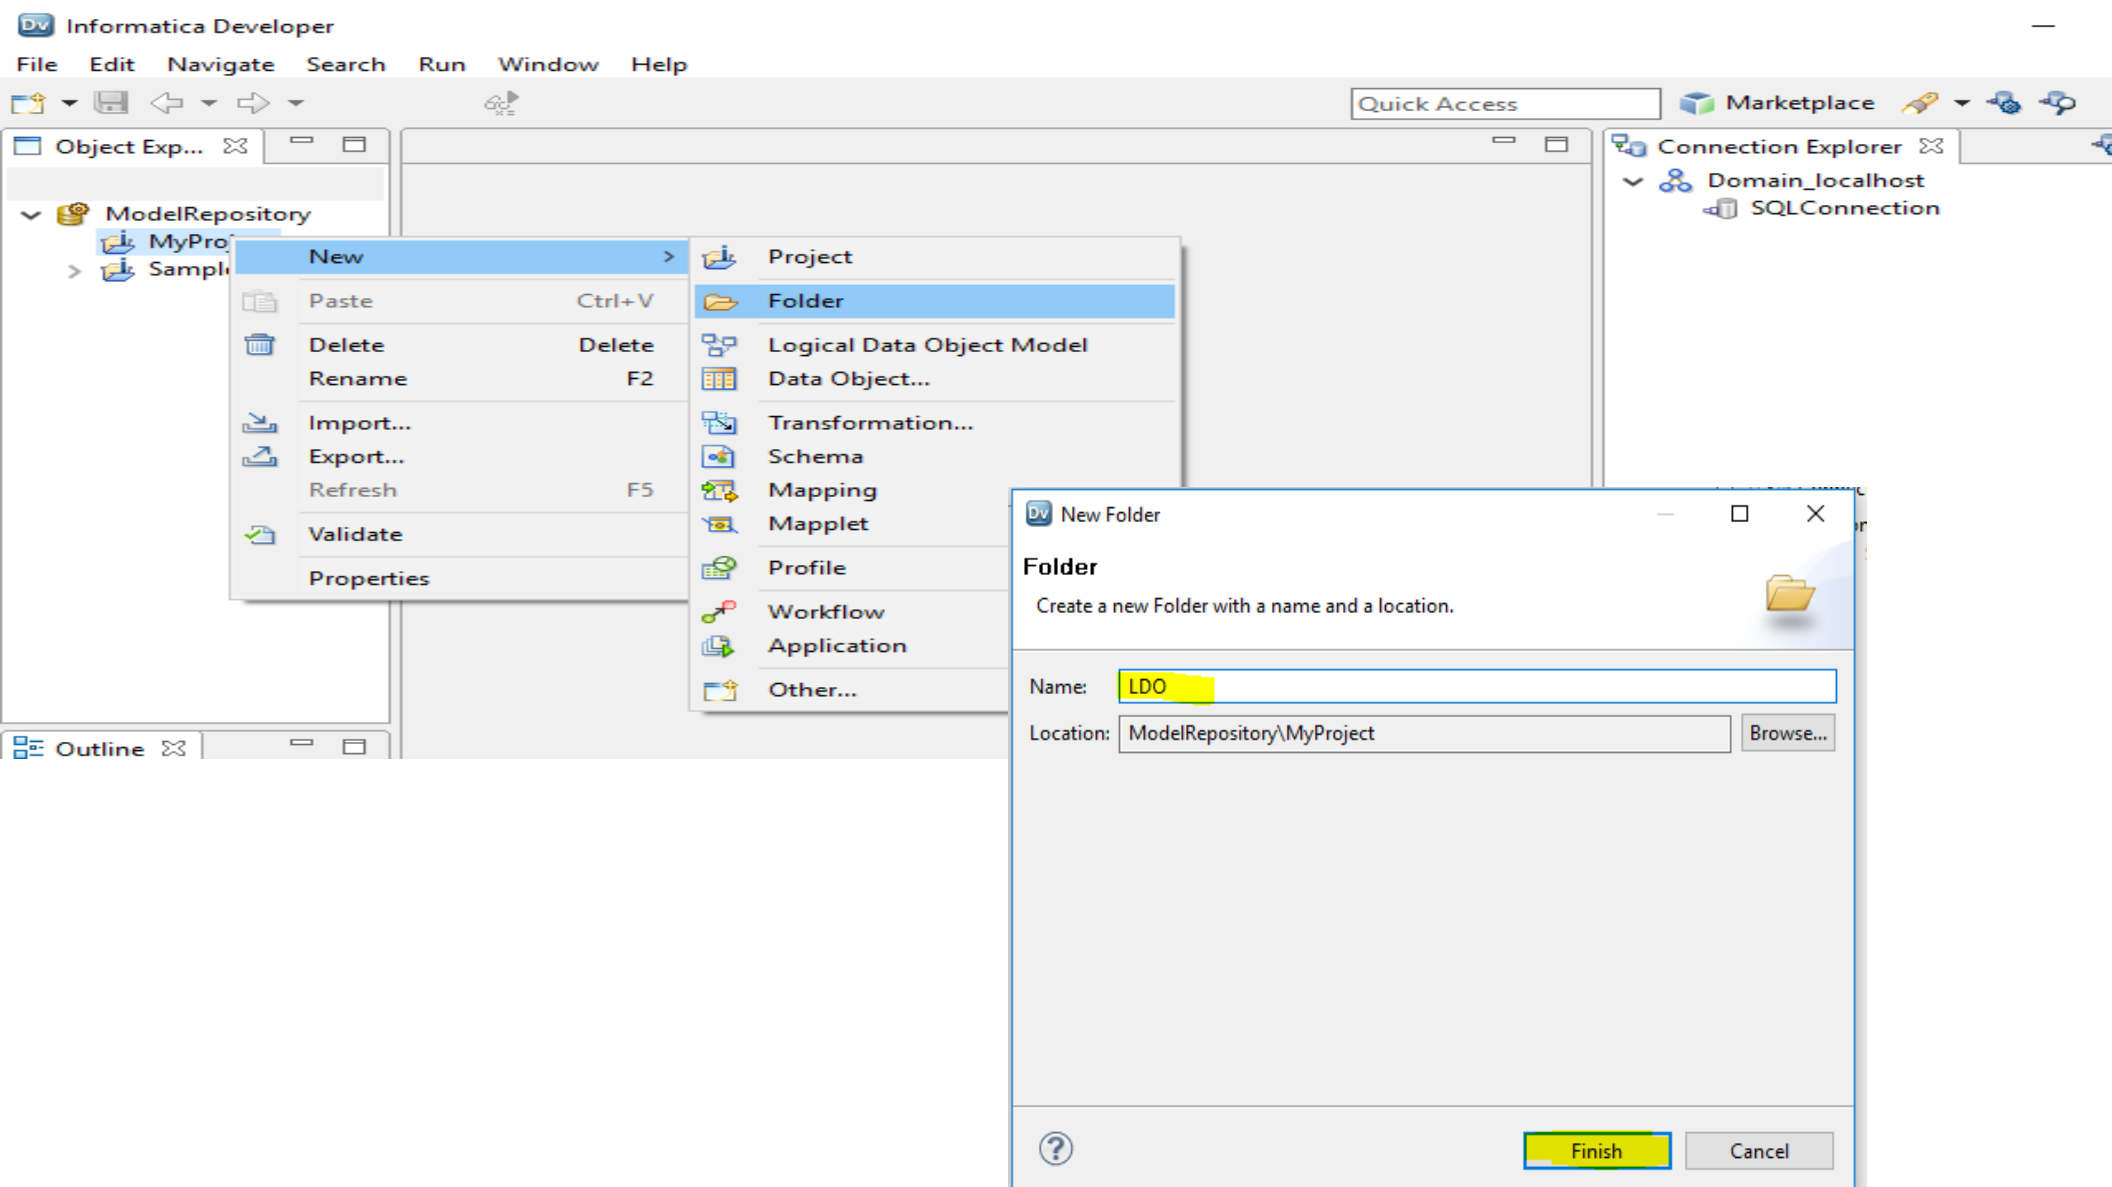 Informatica Developer
File Edit Navigate Search Run Window Help
Quick Access Marketplace
Object Exp...
Connection Explorer
Domain_localhost
SQLConnection
ModelRepository
MyProj
Sampl
New
Paste Ctrl+V
Delete Delete
Rename F2
Import...
Export...
Refresh F5
Validate
Properties
Project
Folder
Logical Data Object Model
Data Object...
Transformation...
Schema
Mapping
Mapplet
Profile
Workflow
Application
Other...
Outline
New Folder
Folder
Create a new Folder with a name and a location.
Name: LDO
Location: ModelRepository\MyProject Browse...
Finish Cancel